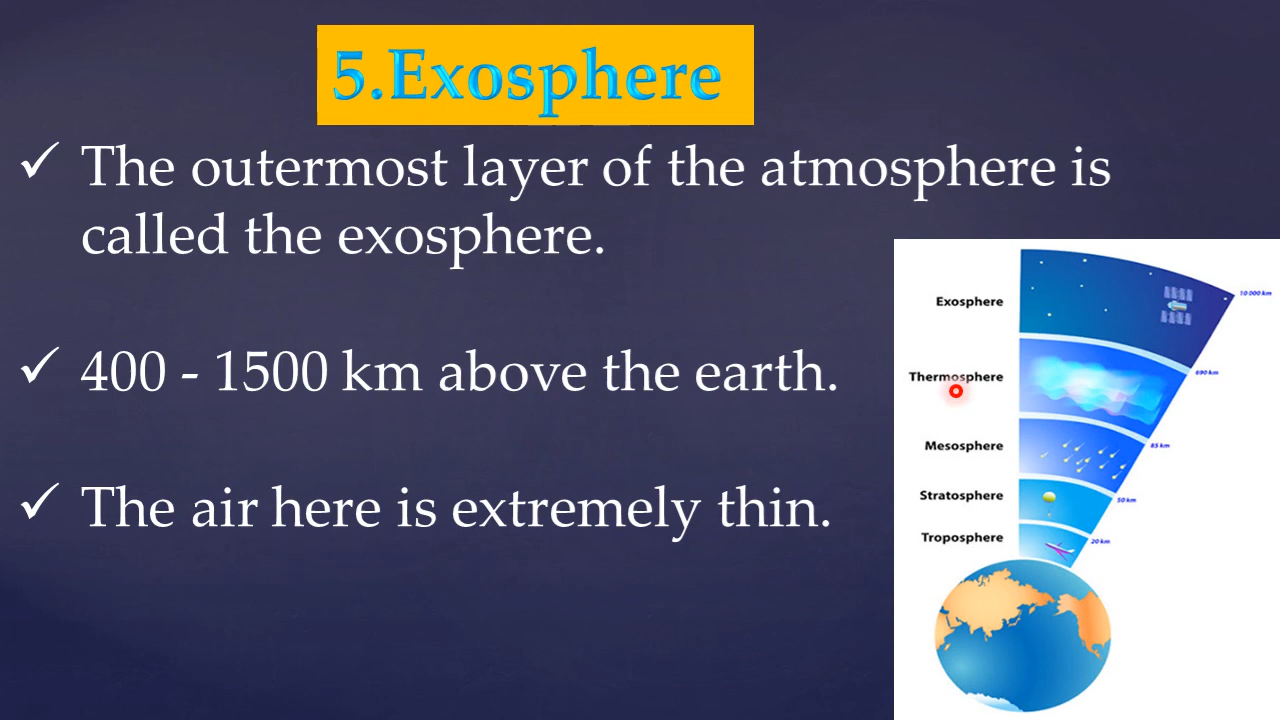 5.Exosphere
✓ The outermost layer of the atmosphere is
called the exosphere.
✓ 400 - 1500 km above the earth.
✓ The air here is extremely thin.
Exosphere
10 000 km
Thermosphere
690 km
Mesosphere
85 km
Stratosphere
50 km
Troposphere
20 km